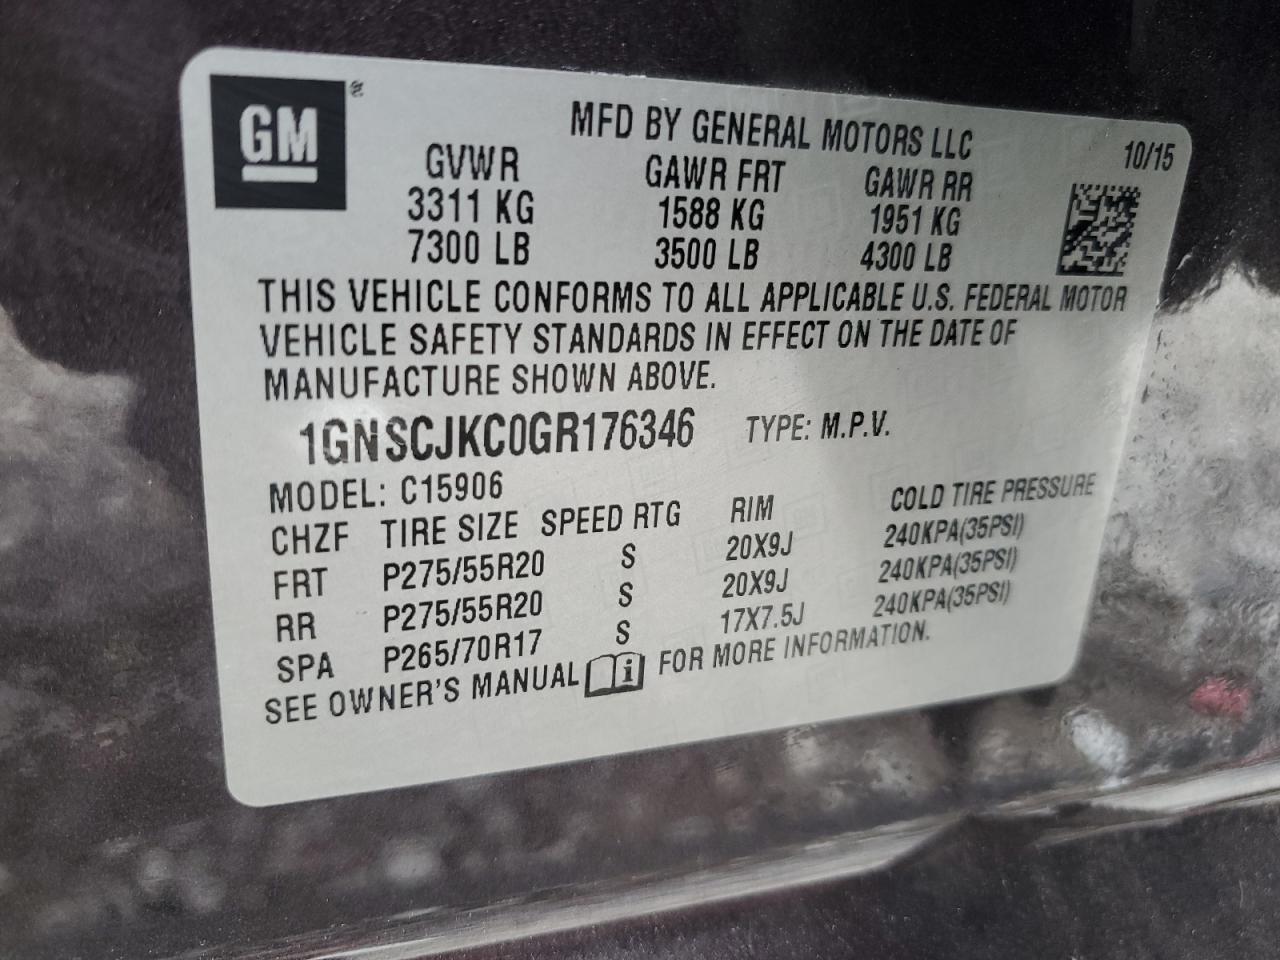 GM ®
MFD BY GENERAL MOTORS LLC 10/15
GVWR GAWR FRT GAWR RR
3311 KG 1588 KG 1951 KG
7300 LB 3500 LB 4300 LB
THIS VEHICLE CONFORMS TO ALL APPLICABLE U.S. FEDERAL MOTOR
VEHICLE SAFETY STANDARDS IN EFFECT ON THE DATE OF
MANUFACTURE SHOWN ABOVE.
1GNSCJKC0GR176346 TYPE: M.P.V.
MODEL: C15906
CHZF TIRE SIZE SPEED RTG RIM COLD TIRE PRESSURE
FRT P275/55R20 S 20X9J 240KPA(35PSI)
RR P275/55R20 S 20X9J 240KPA(35PSI)
SPA P265/70R17 S 17X7.5J 240KPA(35PSI)
SEE OWNER'S MANUAL i FOR MORE INFORMATION.